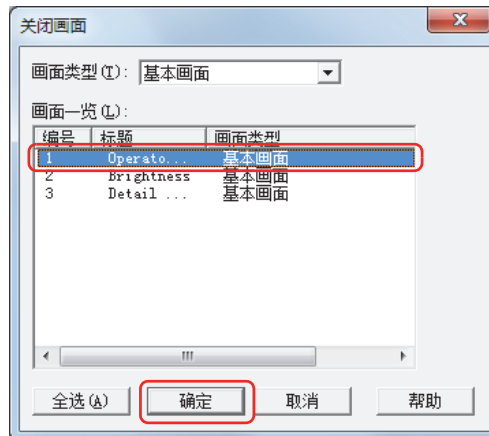 关闭画面
画面类型(T): 基本画面
画面一览(L):
编号 标题 画面类型
1 Operato... 基本画面
2 Brightness 基本画面
3 Detail ... 基本画面
全选(A) 确定 取消 帮助